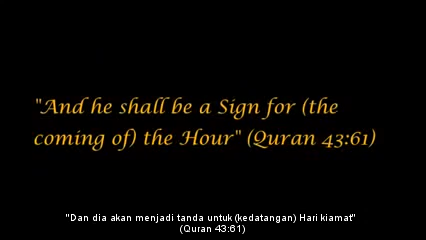 "And he shall be a Sign for (the
coming of) the Hour" (Quran 43:61)
"Dan dia akan menjadi tanda untuk (kedatangan) Hari kiamat"
(Quran 43:61)